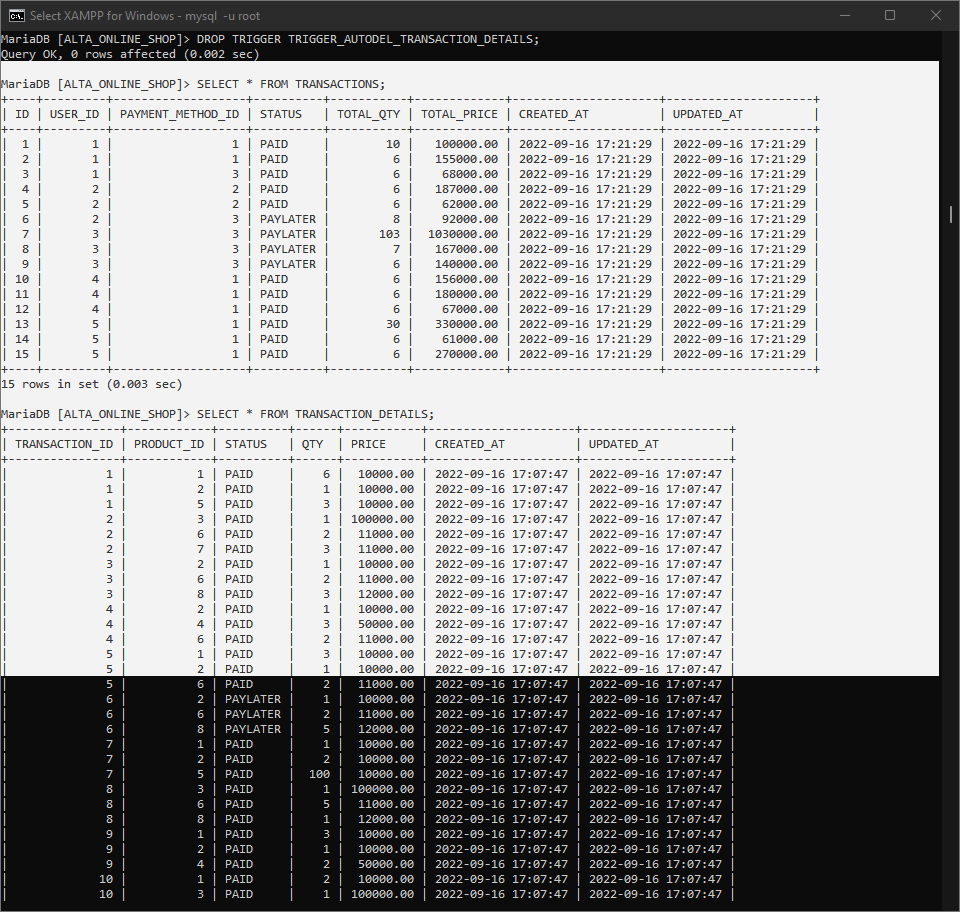 Select XAMPP for Windows - mysql  -u root
MariaDB [ALTA_ONLINE_SHOP]> DROP TRIGGER TRIGGER_AUTODEL_TRANSACTION_DETAILS;
Query OK, 0 rows affected (0.002 sec)
MariaDB [ALTA_ONLINE_SHOP]> SELECT * FROM TRANSACTIONS;
+----+---------+-------------------+----------+-----------+-------------+---------------------+---------------------+
| ID | USER_ID | PAYMENT_METHOD_ID | STATUS   | TOTAL_QTY | TOTAL_PRICE | CREATED_AT          | UPDATED_AT          |
+----+---------+-------------------+----------+-----------+-------------+---------------------+---------------------+
|  1 |       1 |                 1 | PAID     |        10 |   100000.00 | 2022-09-16 17:21:29 | 2022-09-16 17:21:29 |
|  2 |       1 |                 1 | PAID     |         6 |   155000.00 | 2022-09-16 17:21:29 | 2022-09-16 17:21:29 |
|  3 |       1 |                 3 | PAID     |         6 |    68000.00 | 2022-09-16 17:21:29 | 2022-09-16 17:21:29 |
|  4 |       2 |                 2 | PAID     |         6 |   187000.00 | 2022-09-16 17:21:29 | 2022-09-16 17:21:29 |
|  5 |       2 |                 2 | PAID     |         6 |    62000.00 | 2022-09-16 17:21:29 | 2022-09-16 17:21:29 |
|  6 |       2 |                 3 | PAYLATER |         8 |    92000.00 | 2022-09-16 17:21:29 | 2022-09-16 17:21:29 |
|  7 |       3 |                 3 | PAYLATER |       103 |  1030000.00 | 2022-09-16 17:21:29 | 2022-09-16 17:21:29 |
|  8 |       3 |                 3 | PAYLATER |         7 |   167000.00 | 2022-09-16 17:21:29 | 2022-09-16 17:21:29 |
|  9 |       3 |                 3 | PAYLATER |         6 |   140000.00 | 2022-09-16 17:21:29 | 2022-09-16 17:21:29 |
| 10 |       4 |                 1 | PAID     |         6 |   156000.00 | 2022-09-16 17:21:29 | 2022-09-16 17:21:29 |
| 11 |       4 |                 1 | PAID     |         6 |   180000.00 | 2022-09-16 17:21:29 | 2022-09-16 17:21:29 |
| 12 |       4 |                 1 | PAID     |         6 |    67000.00 | 2022-09-16 17:21:29 | 2022-09-16 17:21:29 |
| 13 |       5 |                 1 | PAID     |        30 |   330000.00 | 2022-09-16 17:21:29 | 2022-09-16 17:21:29 |
| 14 |       5 |                 1 | PAID     |         6 |    61000.00 | 2022-09-16 17:21:29 | 2022-09-16 17:21:29 |
| 15 |       5 |                 1 | PAID     |         6 |   270000.00 | 2022-09-16 17:21:29 | 2022-09-16 17:21:29 |
+----+---------+-------------------+----------+-----------+-------------+---------------------+---------------------+
15 rows in set (0.003 sec)
MariaDB [ALTA_ONLINE_SHOP]> SELECT * FROM TRANSACTION_DETAILS;
+----------------+------------+----------+------+-----------+---------------------+---------------------+
| TRANSACTION_ID | PRODUCT_ID | STATUS   | QTY  | PRICE     | CREATED_AT          | UPDATED_AT          |
+----------------+------------+----------+------+-----------+---------------------+---------------------+
|              1 |          1 | PAID     |    6 |  10000.00 | 2022-09-16 17:07:47 | 2022-09-16 17:07:47 |
|              1 |          2 | PAID     |    1 |  10000.00 | 2022-09-16 17:07:47 | 2022-09-16 17:07:47 |
|              1 |          5 | PAID     |    3 |  10000.00 | 2022-09-16 17:07:47 | 2022-09-16 17:07:47 |
|              2 |          3 | PAID     |    1 | 100000.00 | 2022-09-16 17:07:47 | 2022-09-16 17:07:47 |
|              2 |          6 | PAID     |    2 |  11000.00 | 2022-09-16 17:07:47 | 2022-09-16 17:07:47 |
|              2 |          7 | PAID     |    3 |  11000.00 | 2022-09-16 17:07:47 | 2022-09-16 17:07:47 |
|              3 |          2 | PAID     |    1 |  10000.00 | 2022-09-16 17:07:47 | 2022-09-16 17:07:47 |
|              3 |          6 | PAID     |    2 |  11000.00 | 2022-09-16 17:07:47 | 2022-09-16 17:07:47 |
|              3 |          8 | PAID     |    3 |  12000.00 | 2022-09-16 17:07:47 | 2022-09-16 17:07:47 |
|              4 |          2 | PAID     |    1 |  10000.00 | 2022-09-16 17:07:47 | 2022-09-16 17:07:47 |
|              4 |          4 | PAID     |    3 |  50000.00 | 2022-09-16 17:07:47 | 2022-09-16 17:07:47 |
|              4 |          6 | PAID     |    2 |  11000.00 | 2022-09-16 17:07:47 | 2022-09-16 17:07:47 |
|              5 |          1 | PAID     |    3 |  10000.00 | 2022-09-16 17:07:47 | 2022-09-16 17:07:47 |
|              5 |          2 | PAID     |    1 |  10000.00 | 2022-09-16 17:07:47 | 2022-09-16 17:07:47 |
|              5 |          6 | PAID     |    2 |  11000.00 | 2022-09-16 17:07:47 | 2022-09-16 17:07:47 |
|              6 |          2 | PAYLATER |    1 |  10000.00 | 2022-09-16 17:07:47 | 2022-09-16 17:07:47 |
|              6 |          6 | PAYLATER |    2 |  11000.00 | 2022-09-16 17:07:47 | 2022-09-16 17:07:47 |
|              6 |          8 | PAYLATER |    5 |  12000.00 | 2022-09-16 17:07:47 | 2022-09-16 17:07:47 |
|              7 |          1 | PAID     |    1 |  10000.00 | 2022-09-16 17:07:47 | 2022-09-16 17:07:47 |
|              7 |          2 | PAID     |    2 |  10000.00 | 2022-09-16 17:07:47 | 2022-09-16 17:07:47 |
|              7 |          5 | PAID     |  100 |  10000.00 | 2022-09-16 17:07:47 | 2022-09-16 17:07:47 |
|              8 |          3 | PAID     |    1 | 100000.00 | 2022-09-16 17:07:47 | 2022-09-16 17:07:47 |
|              8 |          6 | PAID     |    5 |  11000.00 | 2022-09-16 17:07:47 | 2022-09-16 17:07:47 |
|              8 |          8 | PAID     |    1 |  12000.00 | 2022-09-16 17:07:47 | 2022-09-16 17:07:47 |
|              9 |          1 | PAID     |    3 |  10000.00 | 2022-09-16 17:07:47 | 2022-09-16 17:07:47 |
|              9 |          2 | PAID     |    1 |  10000.00 | 2022-09-16 17:07:47 | 2022-09-16 17:07:47 |
|              9 |          4 | PAID     |    2 |  50000.00 | 2022-09-16 17:07:47 | 2022-09-16 17:07:47 |
|             10 |          1 | PAID     |    2 |  10000.00 | 2022-09-16 17:07:47 | 2022-09-16 17:07:47 |
|             10 |          3 | PAID     |    1 | 100000.00 | 2022-09-16 17:07:47 | 2022-09-16 17:07:47 |